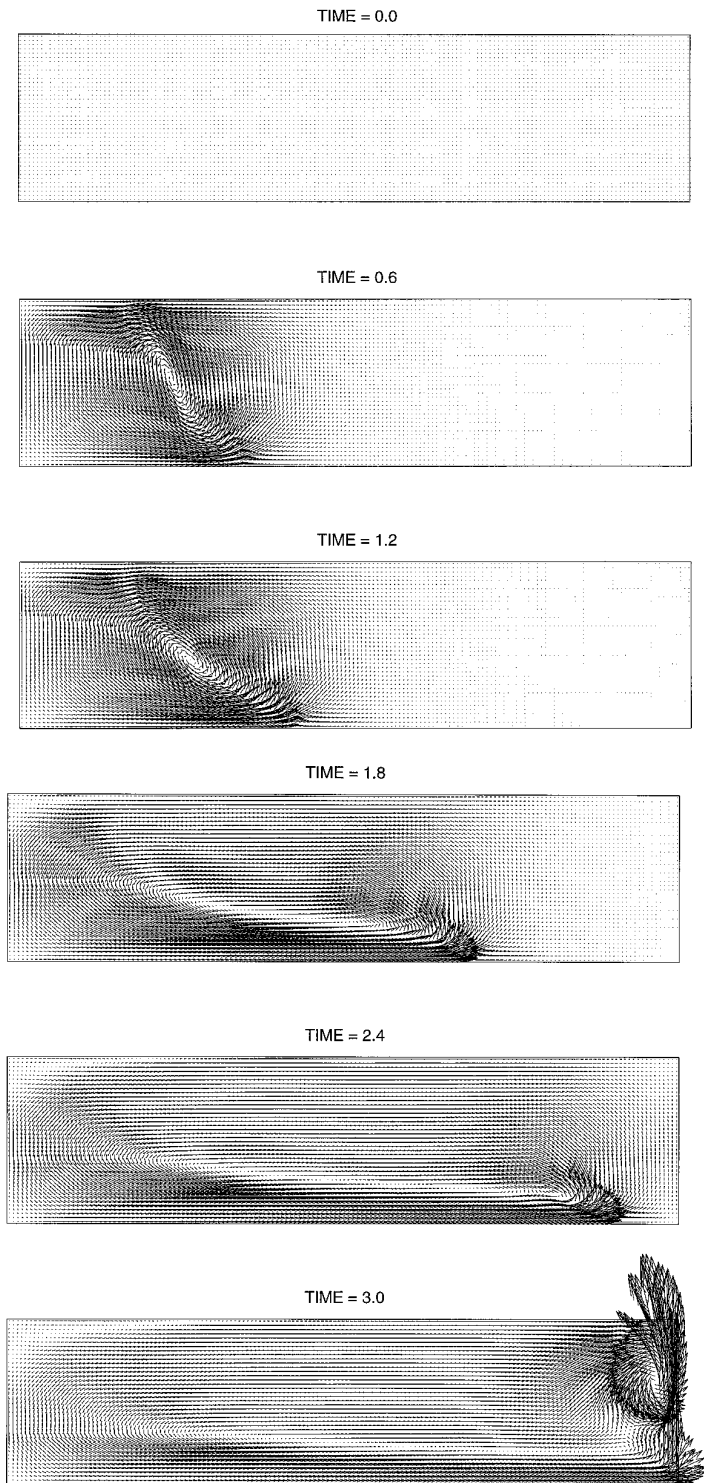 TIME = 0.0
TIME = 0.6
TIME = 1.2
TIME = 1.8
TIME = 2.4
TIME = 3.0